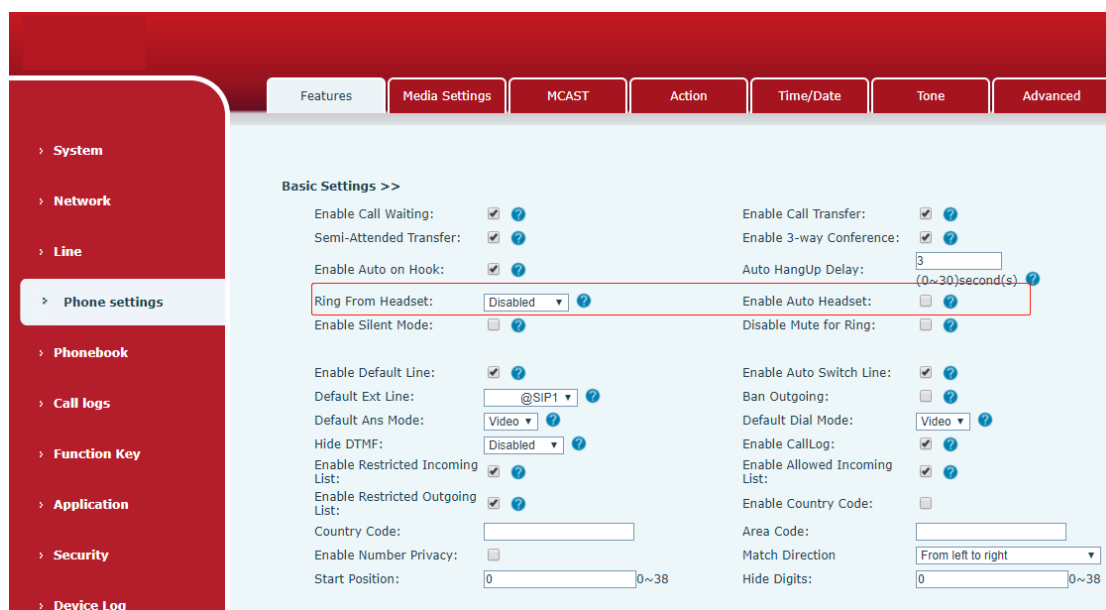 Features Media Settings MCAST Action Time/Date Tone Advanced
› System
› Network
› Line
› Phone settings
› Phonebook
› Call logs
› Function Key
› Application
› Security
› Device Log
Basic Settings >>
Enable Call Waiting: Enable Call Transfer:
Semi-Attended Transfer: Enable 3-way Conference:
Enable Auto on Hook: Auto HangUp Delay: 3
(0~30)second(s)
Ring From Headset: Disabled Enable Auto Headset:
Enable Silent Mode: Disable Mute for Ring:
Enable Default Line: Enable Auto Switch Line:
Default Ext Line: @SIP1 Ban Outgoing:
Default Ans Mode: Video Default Dial Mode: Video
Hide DTMF: Disabled Enable CallLog:
Enable Restricted Incoming List: Enable Allowed Incoming List:
Enable Restricted Outgoing List: Enable Country Code:
Country Code: Area Code:
Enable Number Privacy: Match Direction From left to right
Start Position: 0 0~38 Hide Digits: 0 0~38